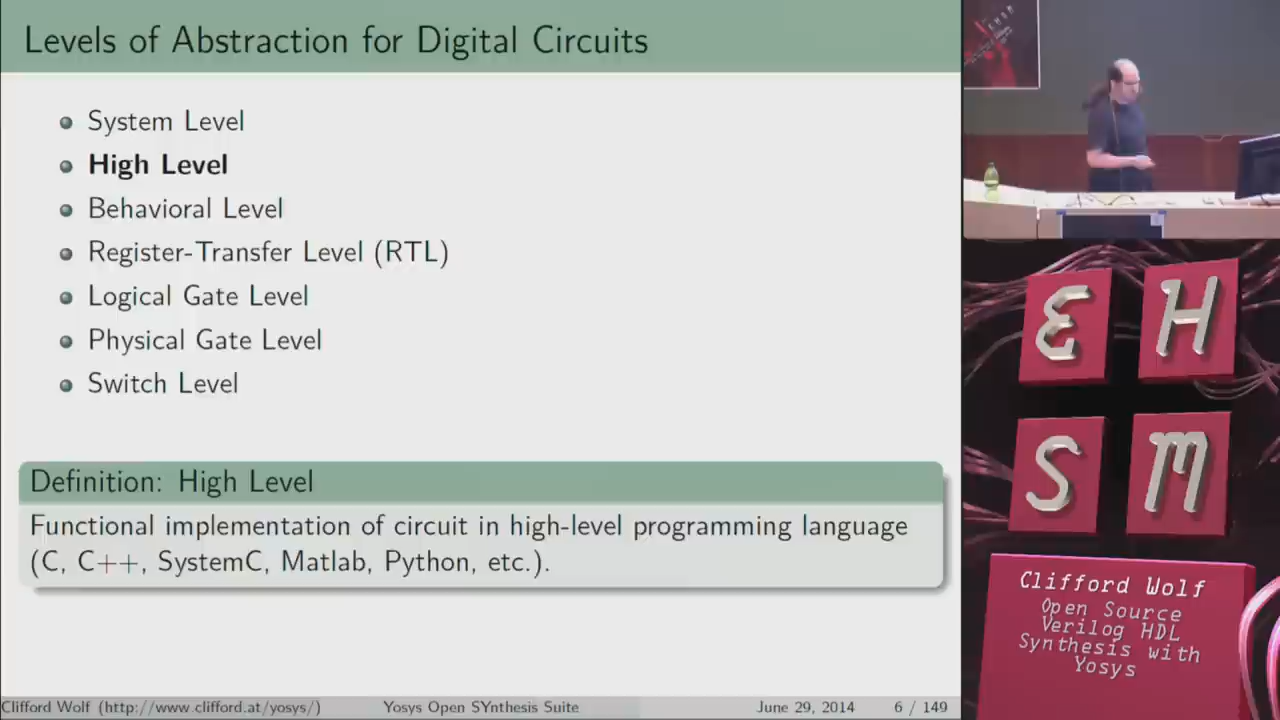 Levels of Abstraction for Digital Circuits
System Level
High Level
Behavioral Level
Register-Transfer Level (RTL)
Logical Gate Level
Physical Gate Level
Switch Level
Definition: High Level
Functional implementation of circuit in high-level programming language
(C, C++, SystemC, Matlab, Python, etc.).
Clifford Wolf (http://www.clifford.at/yosys/)
Yosys Open SYnthesis Suite
June 29, 2014
6 / 149
E H
S M
Clifford Wolf
Open Source
Verilog HDL
Synthesis with
Yosys